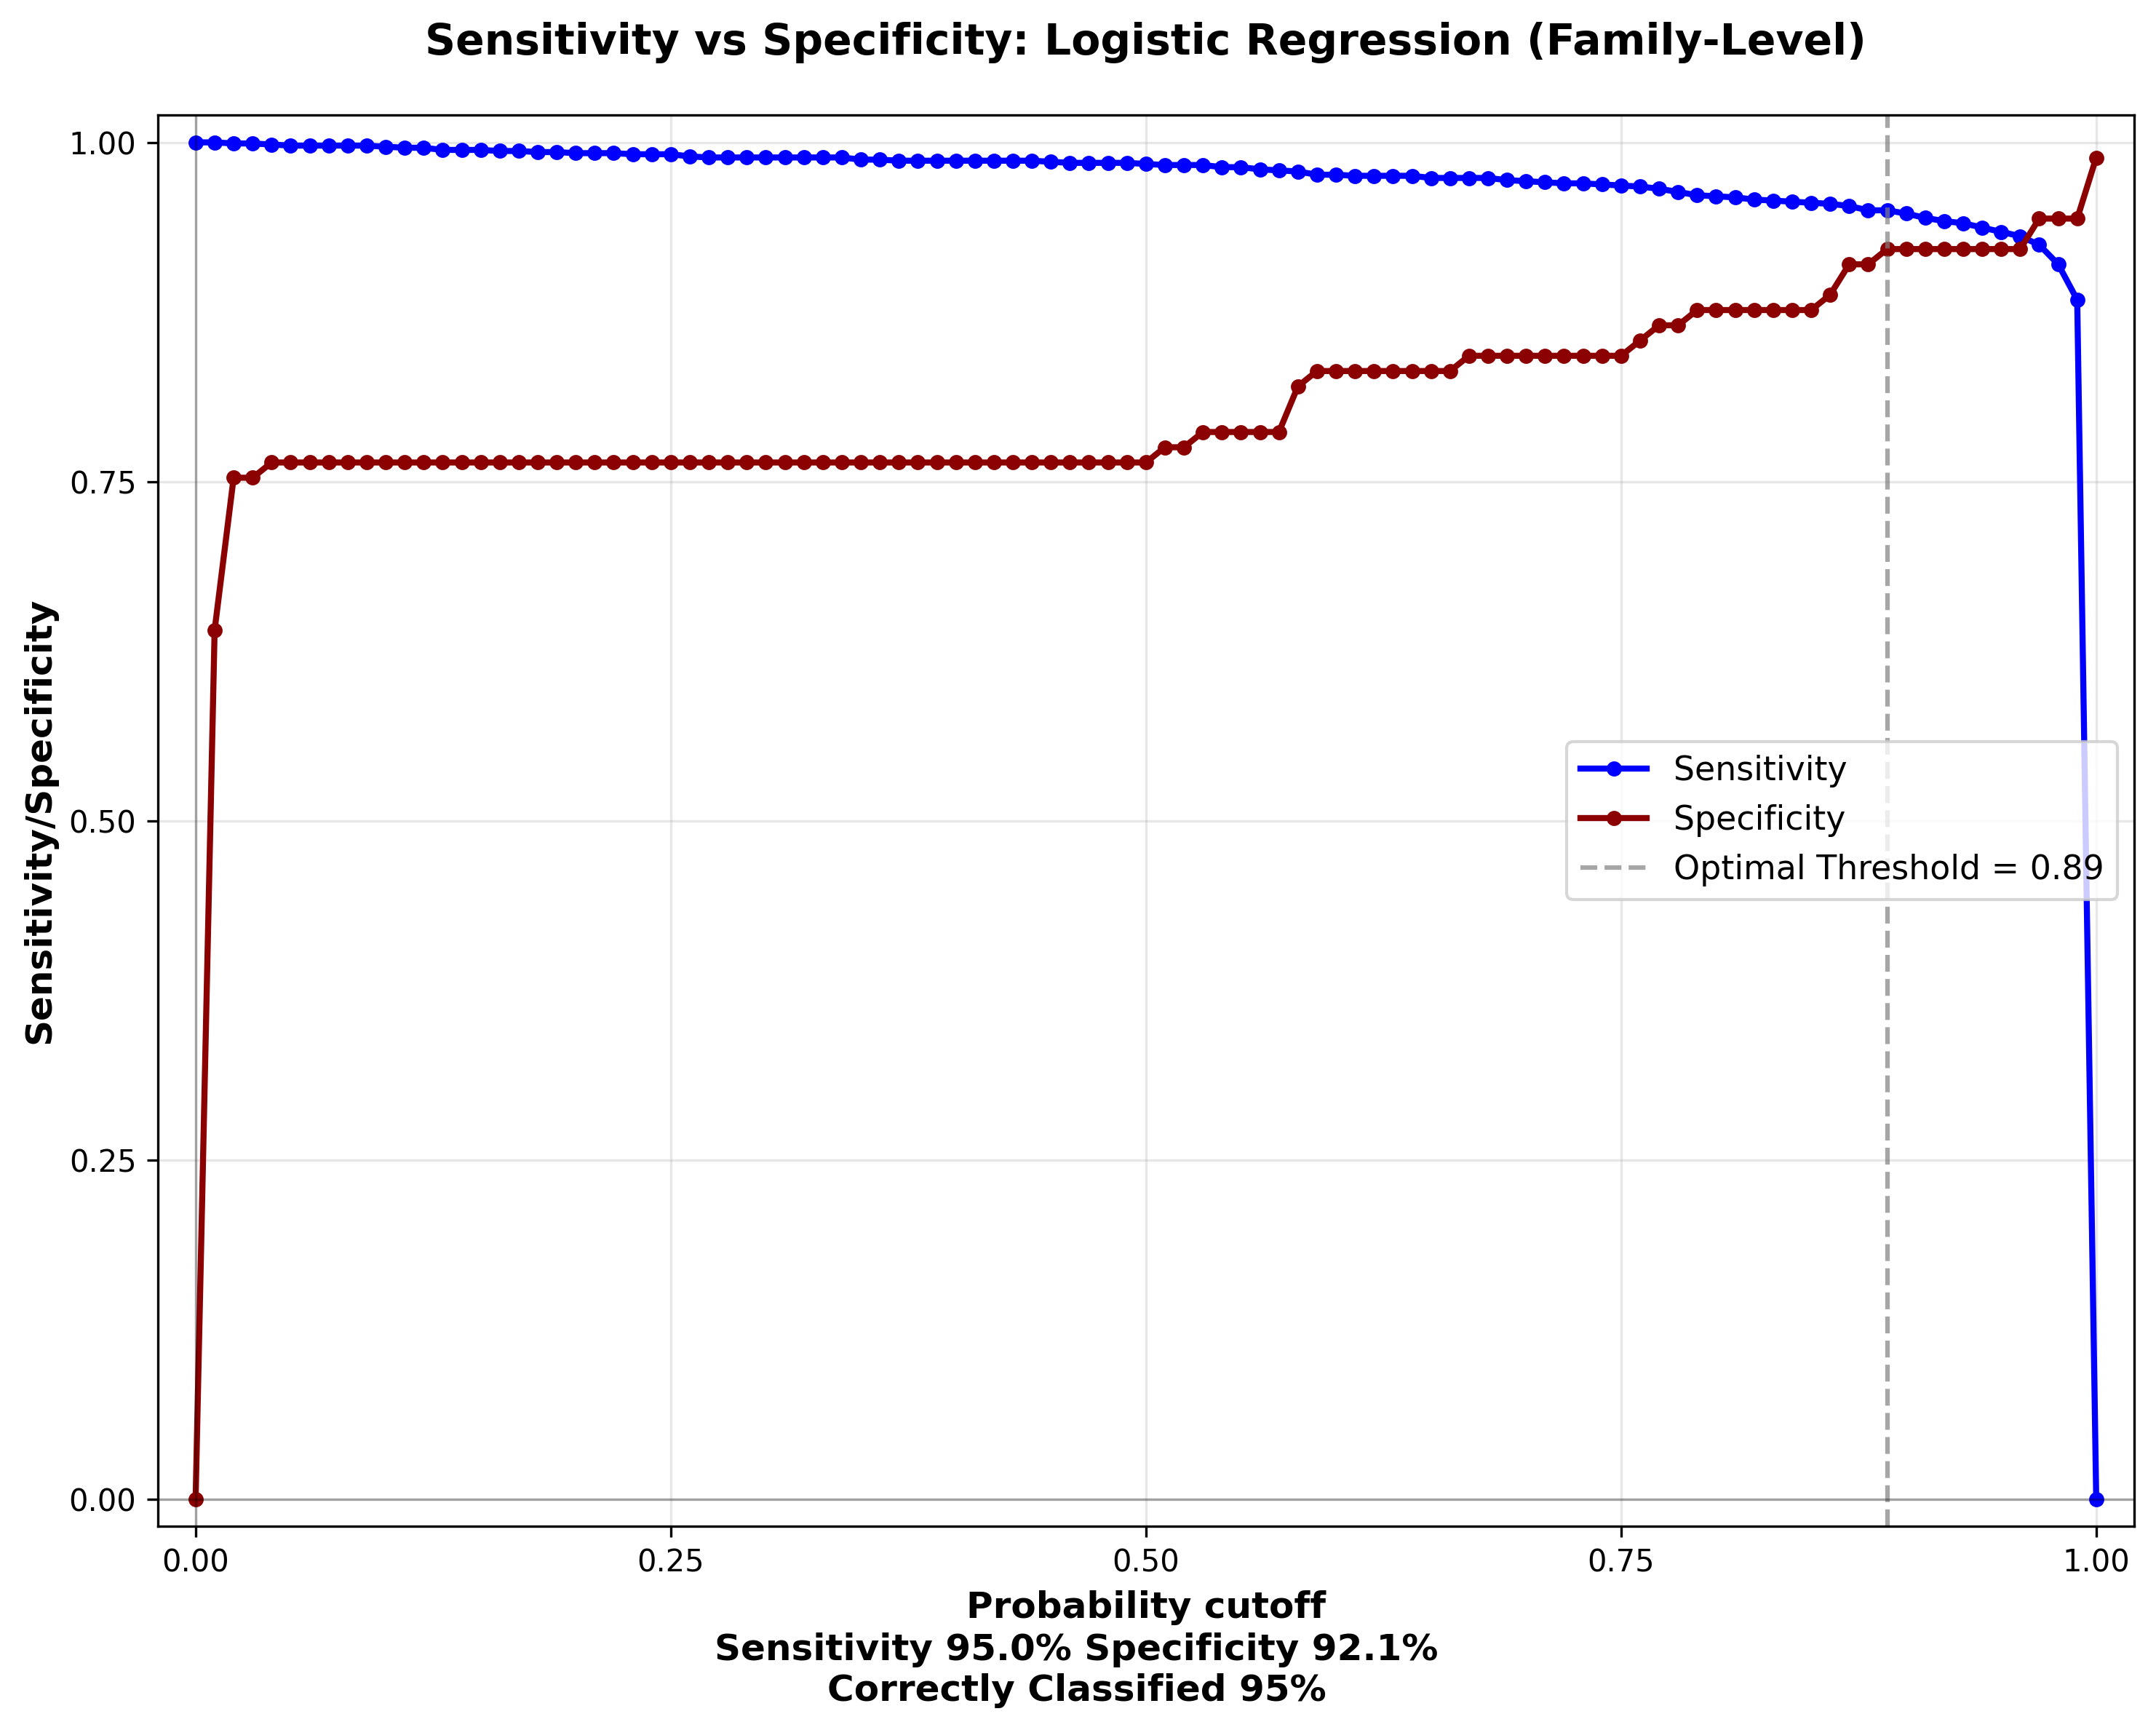 Sensitivity vs Specificity: Logistic Regression (Family-Level)
Sensitivity/Specificity
1.00
0.75
0.50
0.25
0.00
Sensitivity
Specificity
Optimal Threshold = 0.89
0.00 0.25 0.50 0.75 1.00
Probability cutoff
Sensitivity 95.0% Specificity 92.1%
Correctly Classified 95%